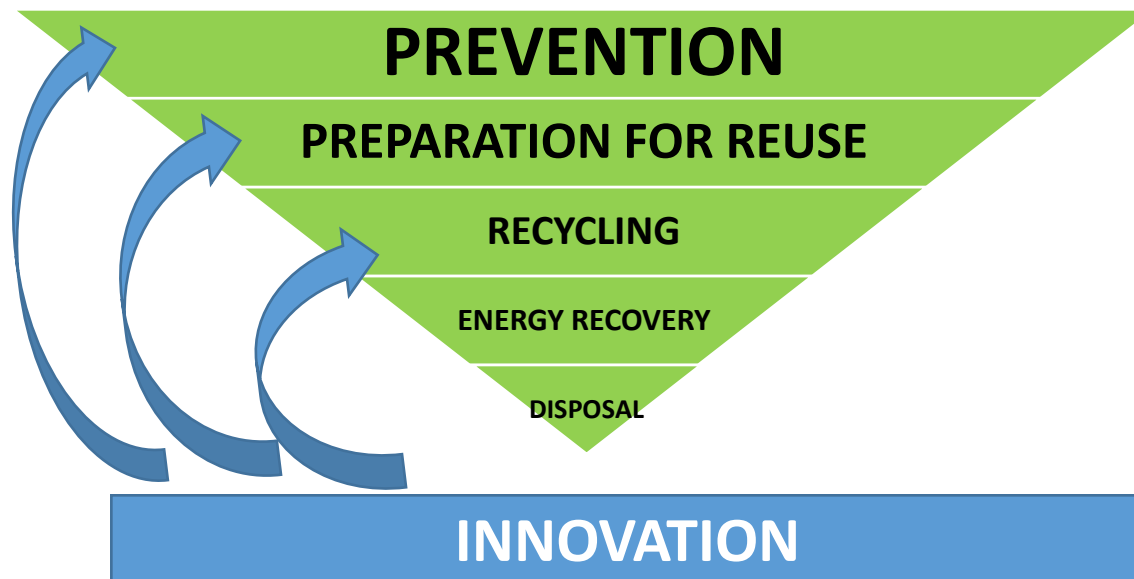 PREVENTION
PREPARATION FOR REUSE
RECYCLING
ENERGY RECOVERY
DISPOSAL
INNOVATION